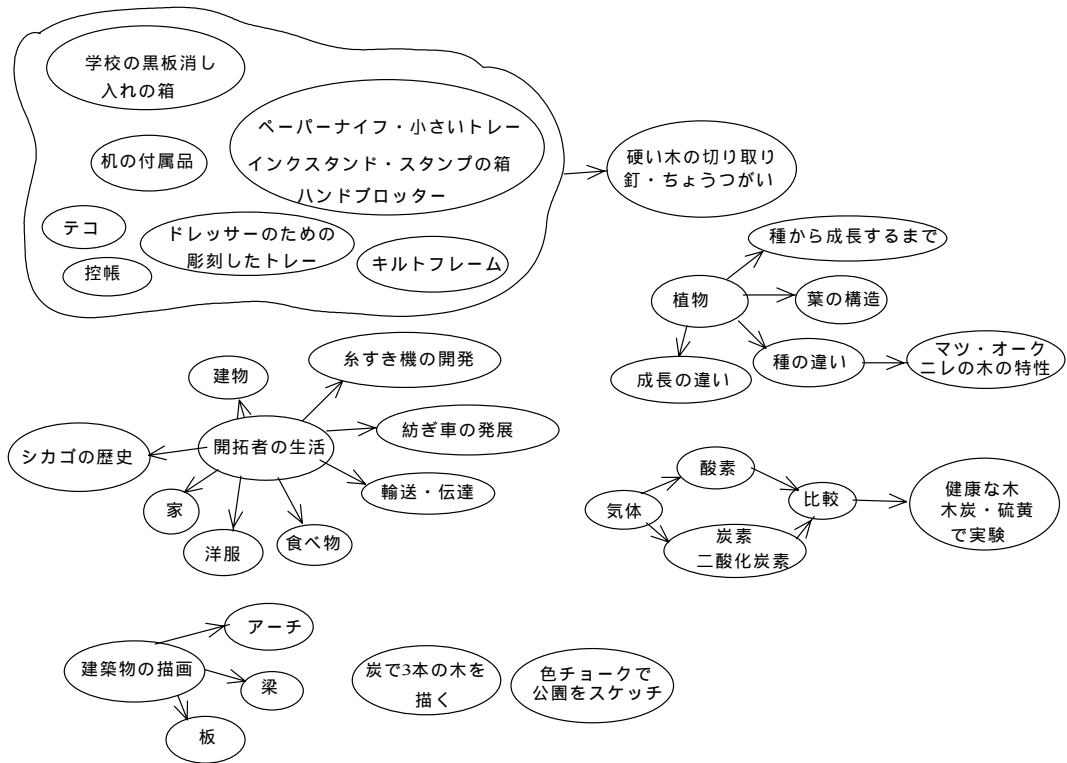 学校の黒板消し
入れの箱
ペーパーナイフ・小さいトレー
インクスタンド・スタンプの箱
ハンドブロッター
机の付属品
テコ
ドレッサーのための
彫刻したトレー
控帳
キルトフレーム
硬い木の切り取り
釘・ちょうつがい
種から成長するまで
植物
葉の構造
成長の違い
種の違い
マツ・オーク
ニレの木の特性
建物
糸すき機の開発
シカゴの歴史
開拓者の生活
紡ぎ車の発展
家
洋服
食べ物
輸送・伝達
気体
酸素
炭素
二酸化炭素
比較
健康な木
木炭・硫黄
で実験
建築物の描画
アーチ
梁
板
炭で3本の木を
描く
色チョークで
公園をスケッチ